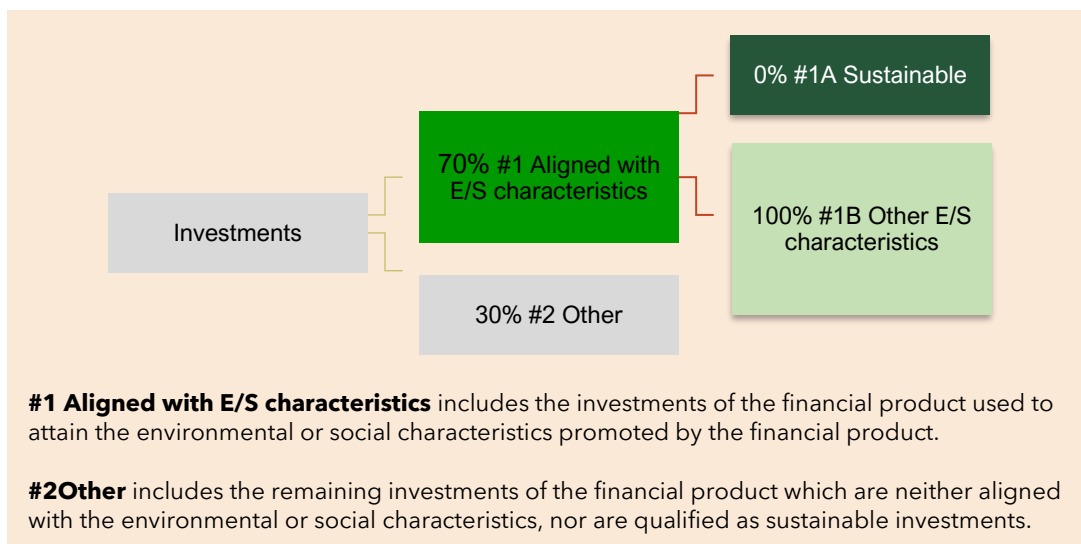 0% #1A Sustainable
70% #1 Aligned with
E/S characteristics
100% #1B Other E/S
characteristics
Investments
30% #2 Other
#1 Aligned with E/S characteristics includes the investments of the financial product used to
attain the environmental or social characteristics promoted by the financial product.
#2Other includes the remaining investments of the financial product which are neither aligned
with the environmental or social characteristics, nor are qualified as sustainable investments.